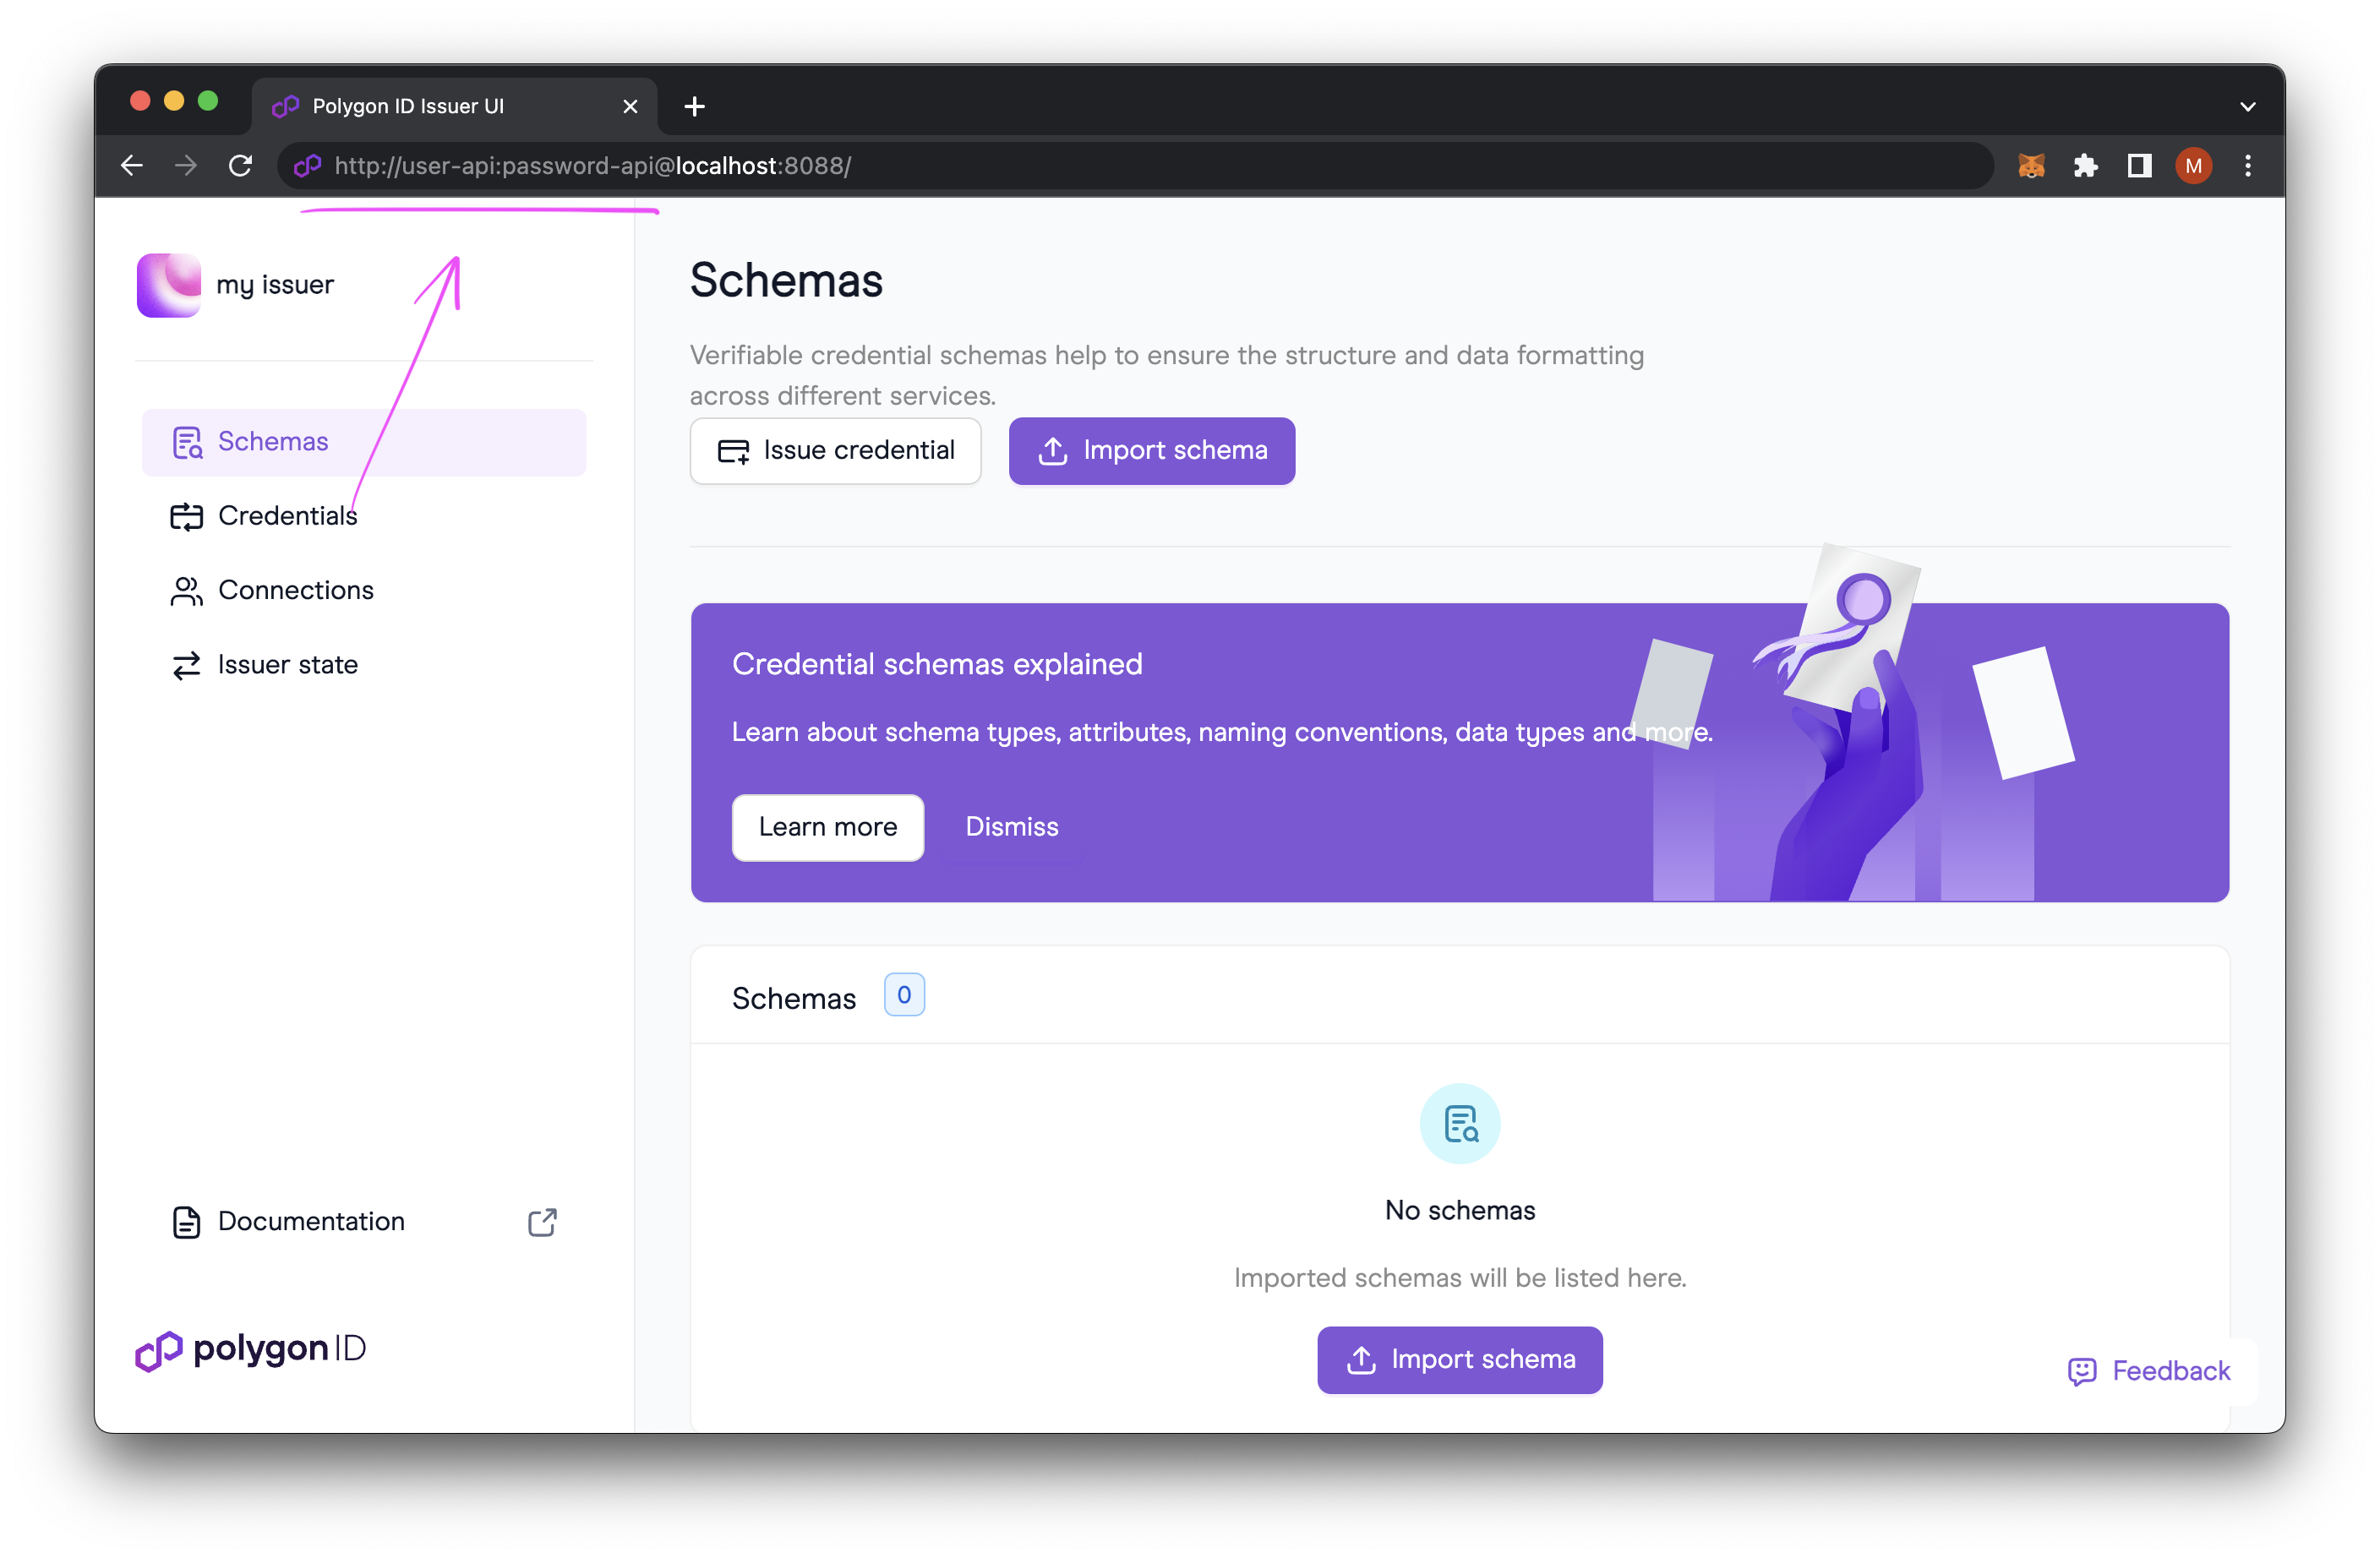 Polygon ID Issuer UI
http://user-api:password-api@localhost:8088/
M
my issuer
Schemas
Credentials
Connections
Issuer state
Documentation
polygon ID
Schemas
Verifiable credential schemas help to ensure the structure and data formatting
across different services.
Issue credential
Import schema
Credential schemas explained
Learn about schema types, attributes, naming conventions, data types and more.
Learn more
Dismiss
Schemas 0
No schemas
Imported schemas will be listed here.
Import schema
Feedback